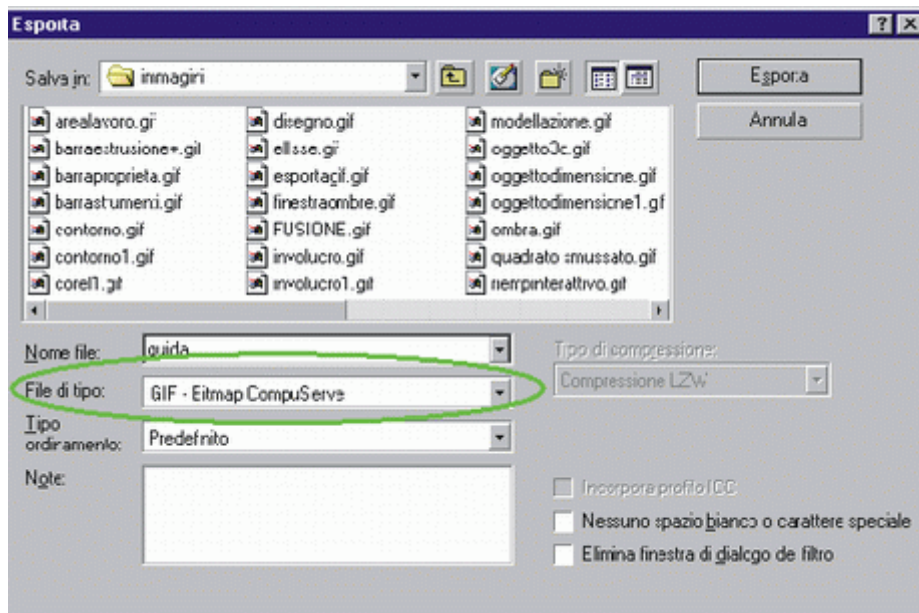 Esporta
Salva in: immagini
Esporta
Annulla
arealavoro.gif
barraestrusione+.gif
barraproprieta.gif
barrastrumenti.gif
contorno.gif
contorno1.gif
corel1.gif
disegno.gif
ellisse.gif
esportagif.gif
finestraombre.gif
FUSIONE.gif
involucro.gif
involucro1.gif
modellazione.gif
oggetto3c.gif
oggettodimensione.gif
oggettodimensione1.gif
ombra.gif
quadrato smussato.gif
riempinterattivo.gif
Nome file: guida
File di tipo: GIF - Bitmap CompuServe
Tipo ordinamento: Predefinito
Note:
Tipo di compressione:
Compressione LZW
Incorpora profilo ICC
Nessuno spazio bianco o carattere speciale
Elimina finestra di dialogo de filtro